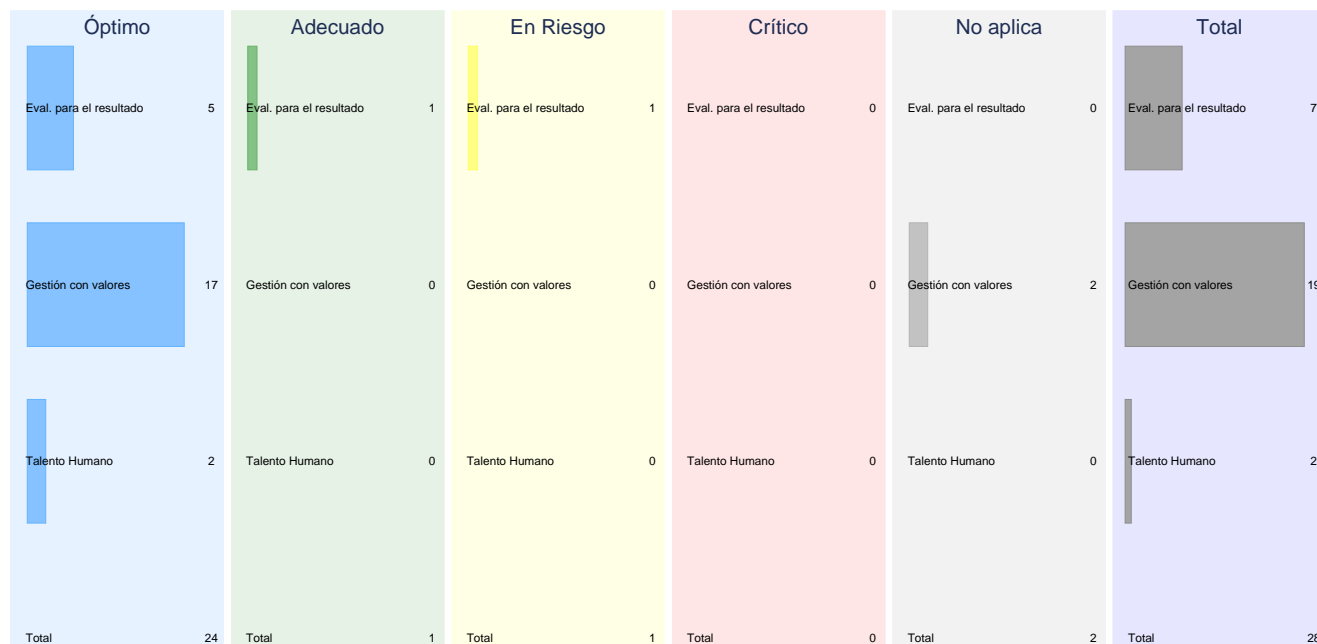 Óptimo Adecuado En Riesgo Crítico No aplica Total
Eval. para el resultado 5 Eval. para el resultado 1 Eval. para el resultado 1 Eval. para el resultado 0 Eval. para el resultado 0 Eval. para el resultado 7
Gestión con valores 17 Gestión con valores 0 Gestión con valores 0 Gestión con valores 0 Gestión con valores 2 Gestión con valores 19
Talento Humano 2 Talento Humano 0 Talento Humano 0 Talento Humano 0 Talento Humano 0 Talento Humano 2
Total 24 Total 1 Total 1 Total 0 Total 2 Total 28